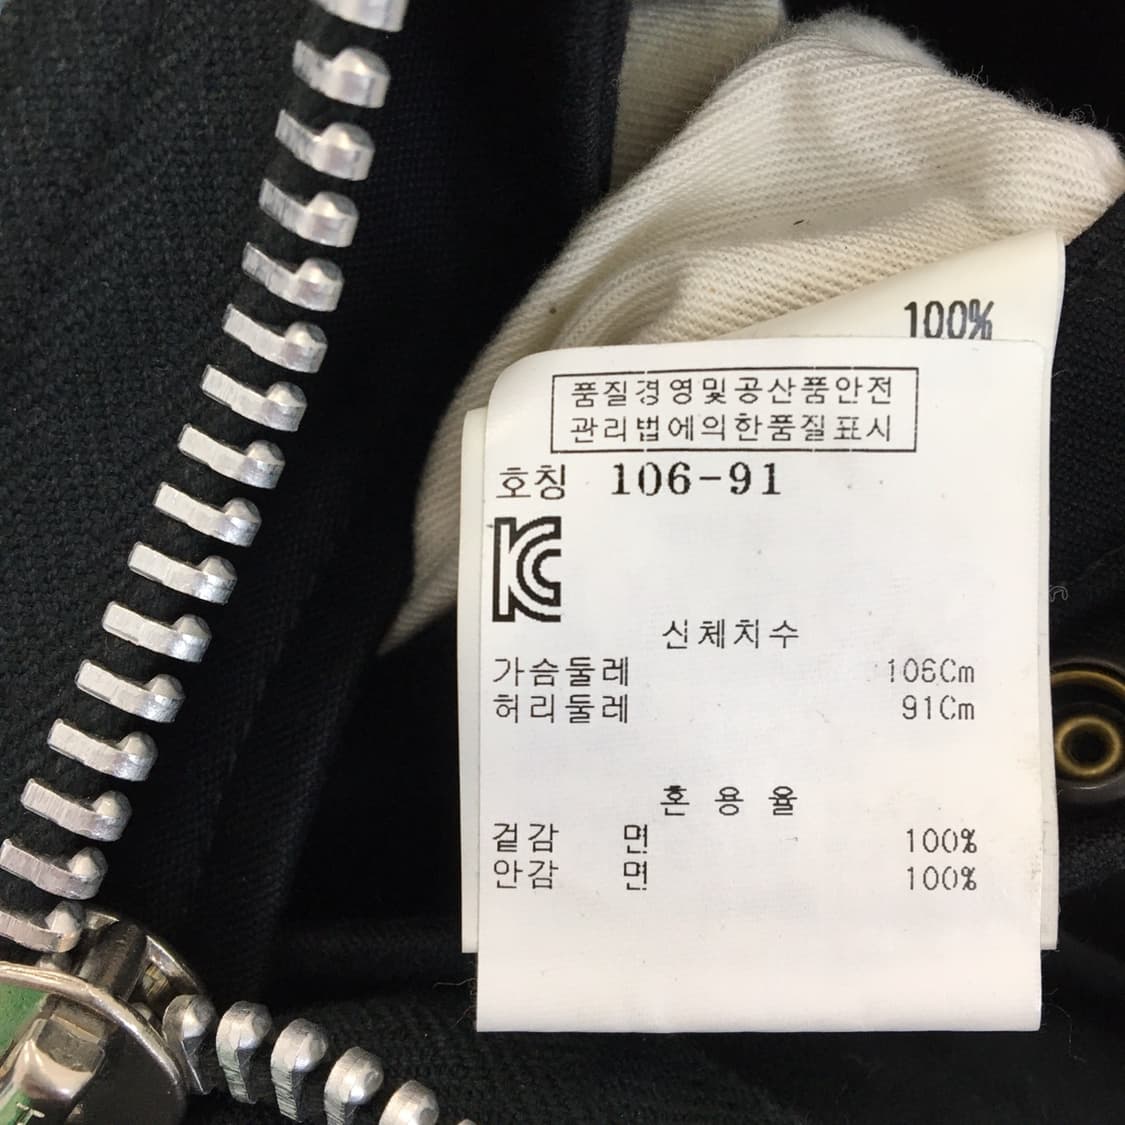 100%
품질경영및공산품안전
관리법에의한품질표시
호칭 106-91
KC
신체치수
가슴둘레 106Cm
허리둘레 91Cm
혼용율
겉감 면 100%
안감 면 100%